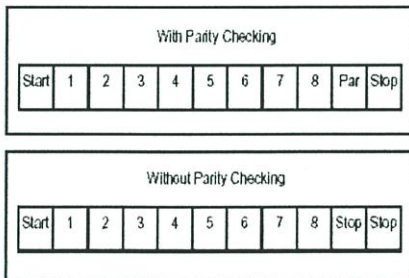 With Parity Checking
Start 1 2 3 4 5 6 7 8 Par Stop
Without Parity Checking
Start 1 2 3 4 5 6 7 8 Stop Stop